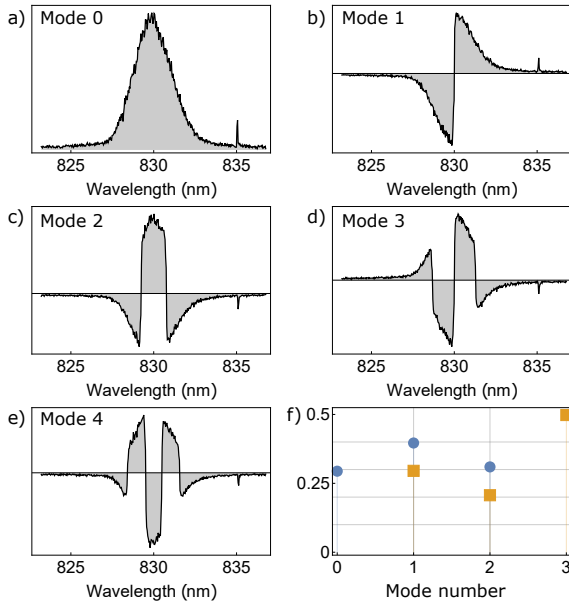 a) Mode 0
825 830 835
Wavelength (nm)
b) Mode 1
825 830 835
Wavelength (nm)
c) Mode 2
825 830 835
Wavelength (nm)
d) Mode 3
825 830 835
Wavelength (nm)
e) Mode 4
825 830 835
Wavelength (nm)
f) 0.5
0.25
0
0 1 2 3
Mode number